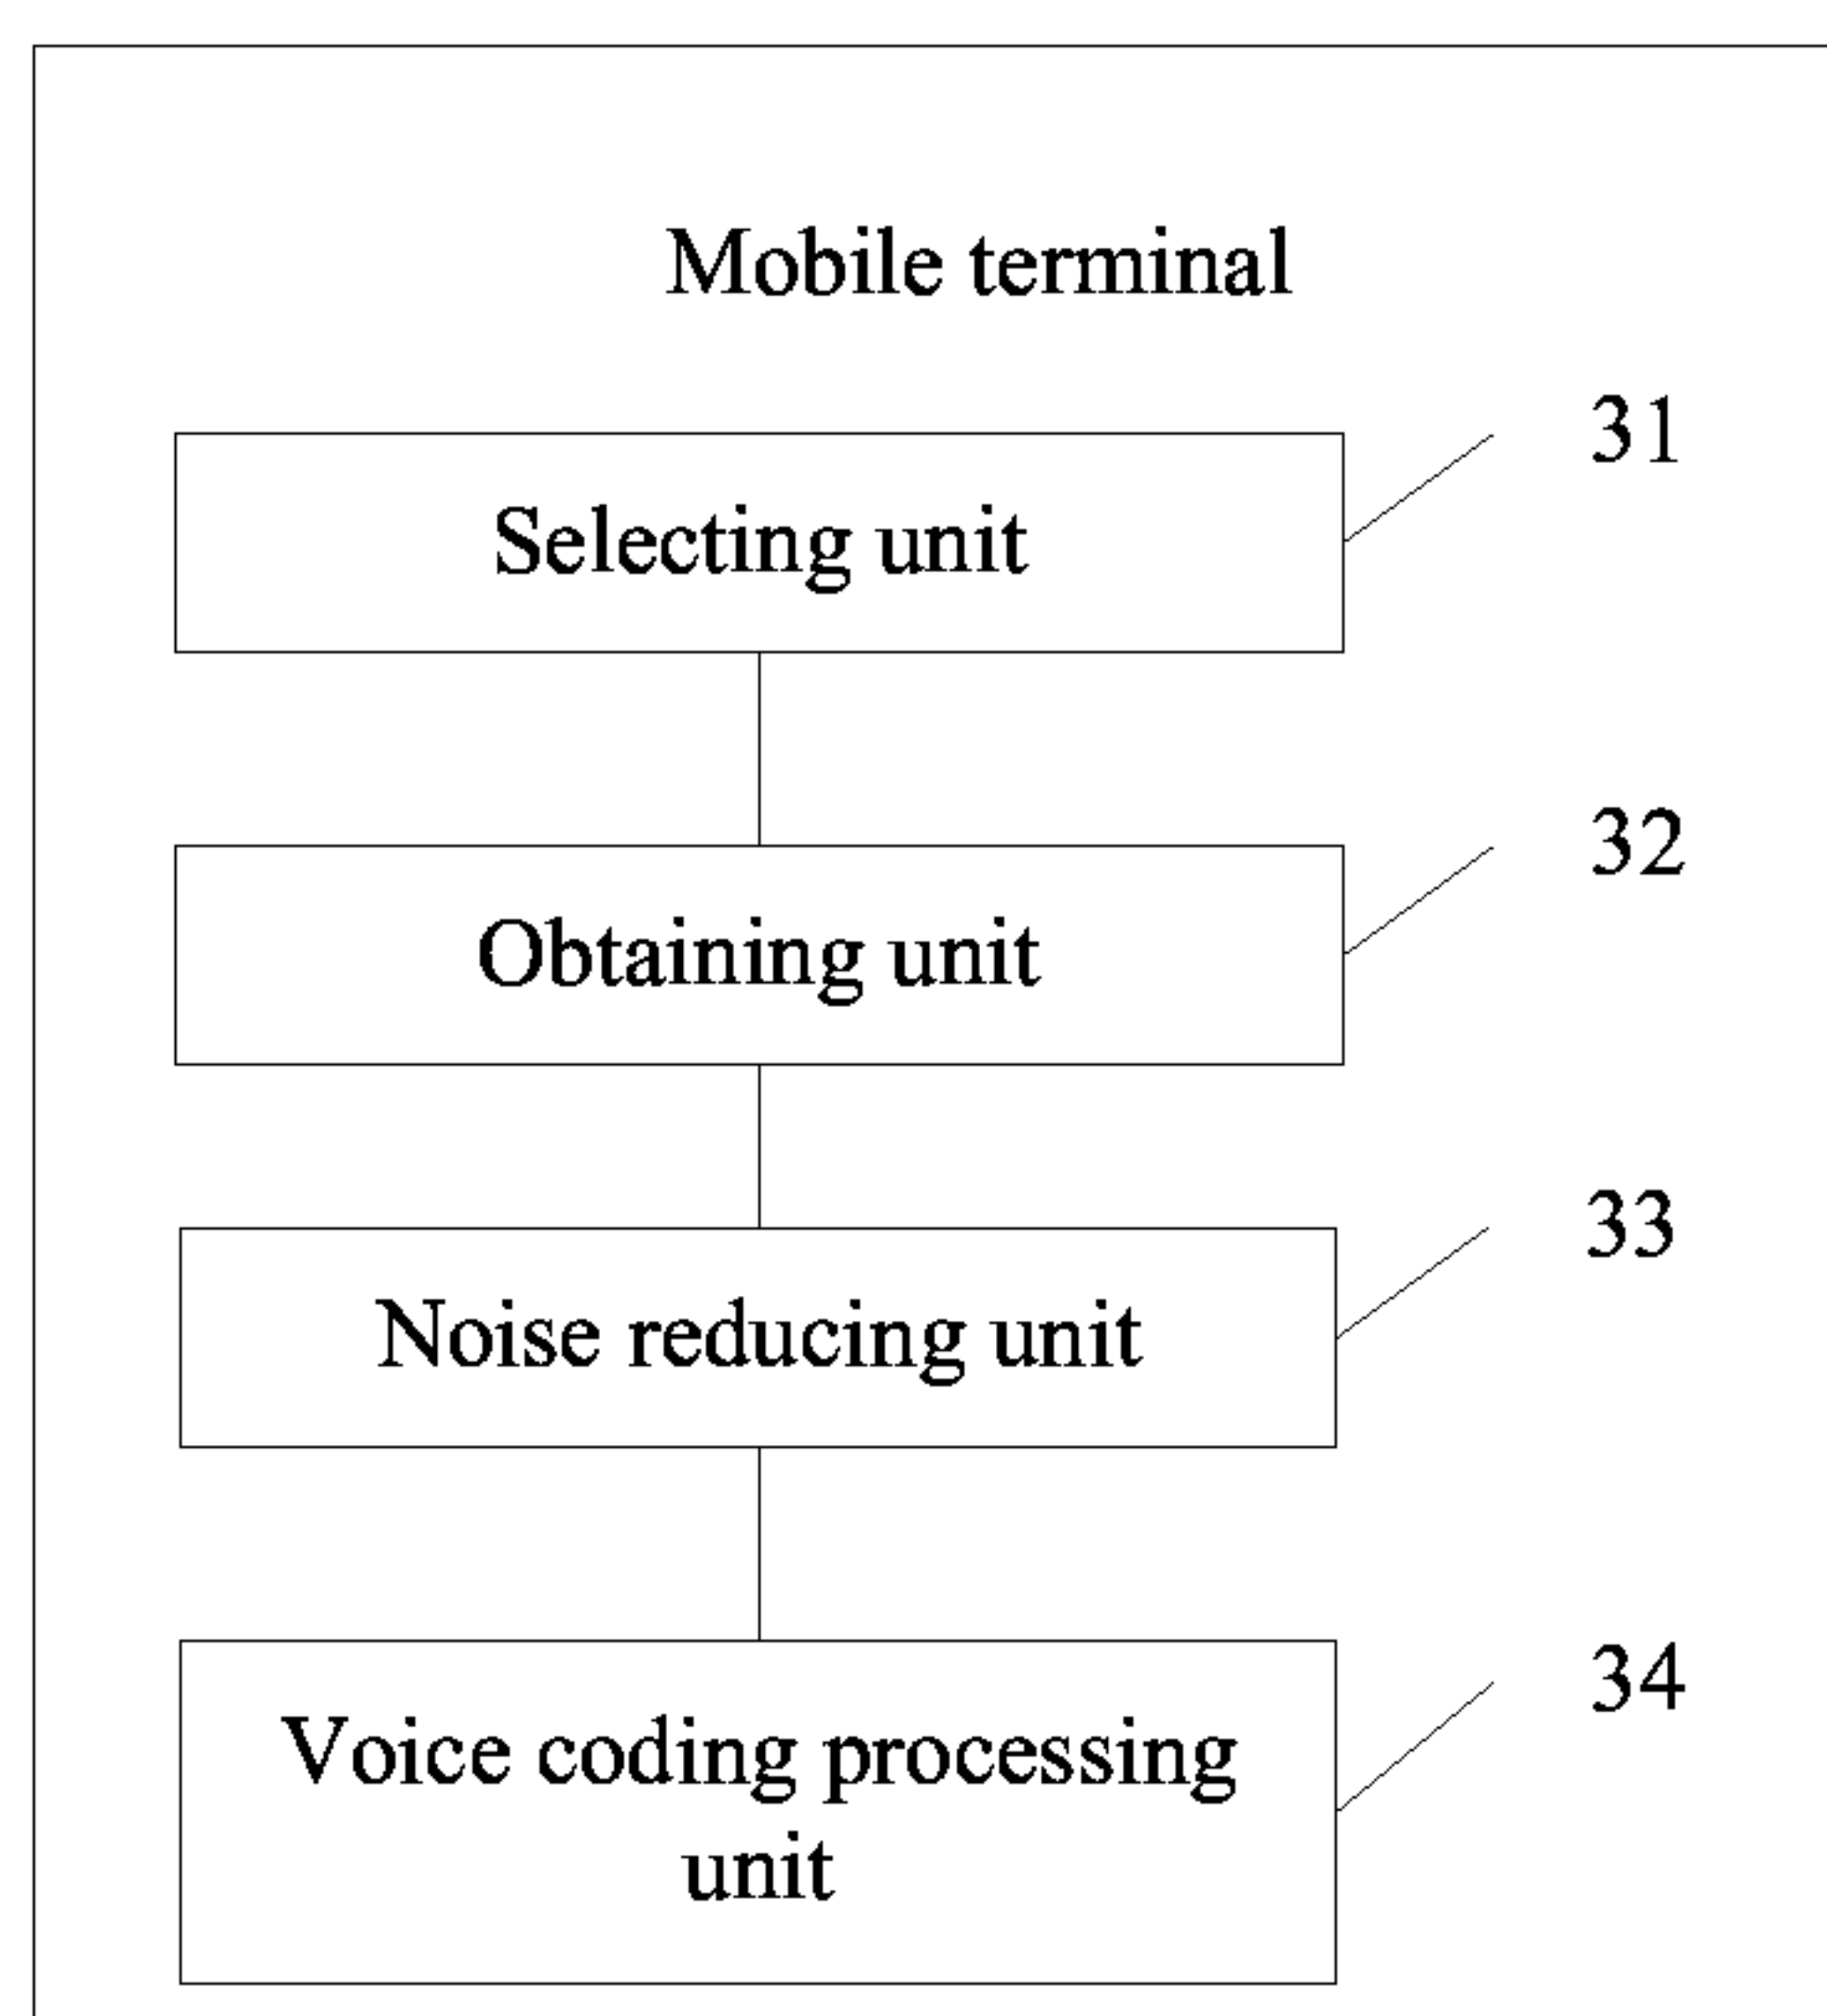 Mobile terminal
31
Selecting unit
32
Obtaining unit
33
Noise reducing unit
34
Voice coding processing
unit